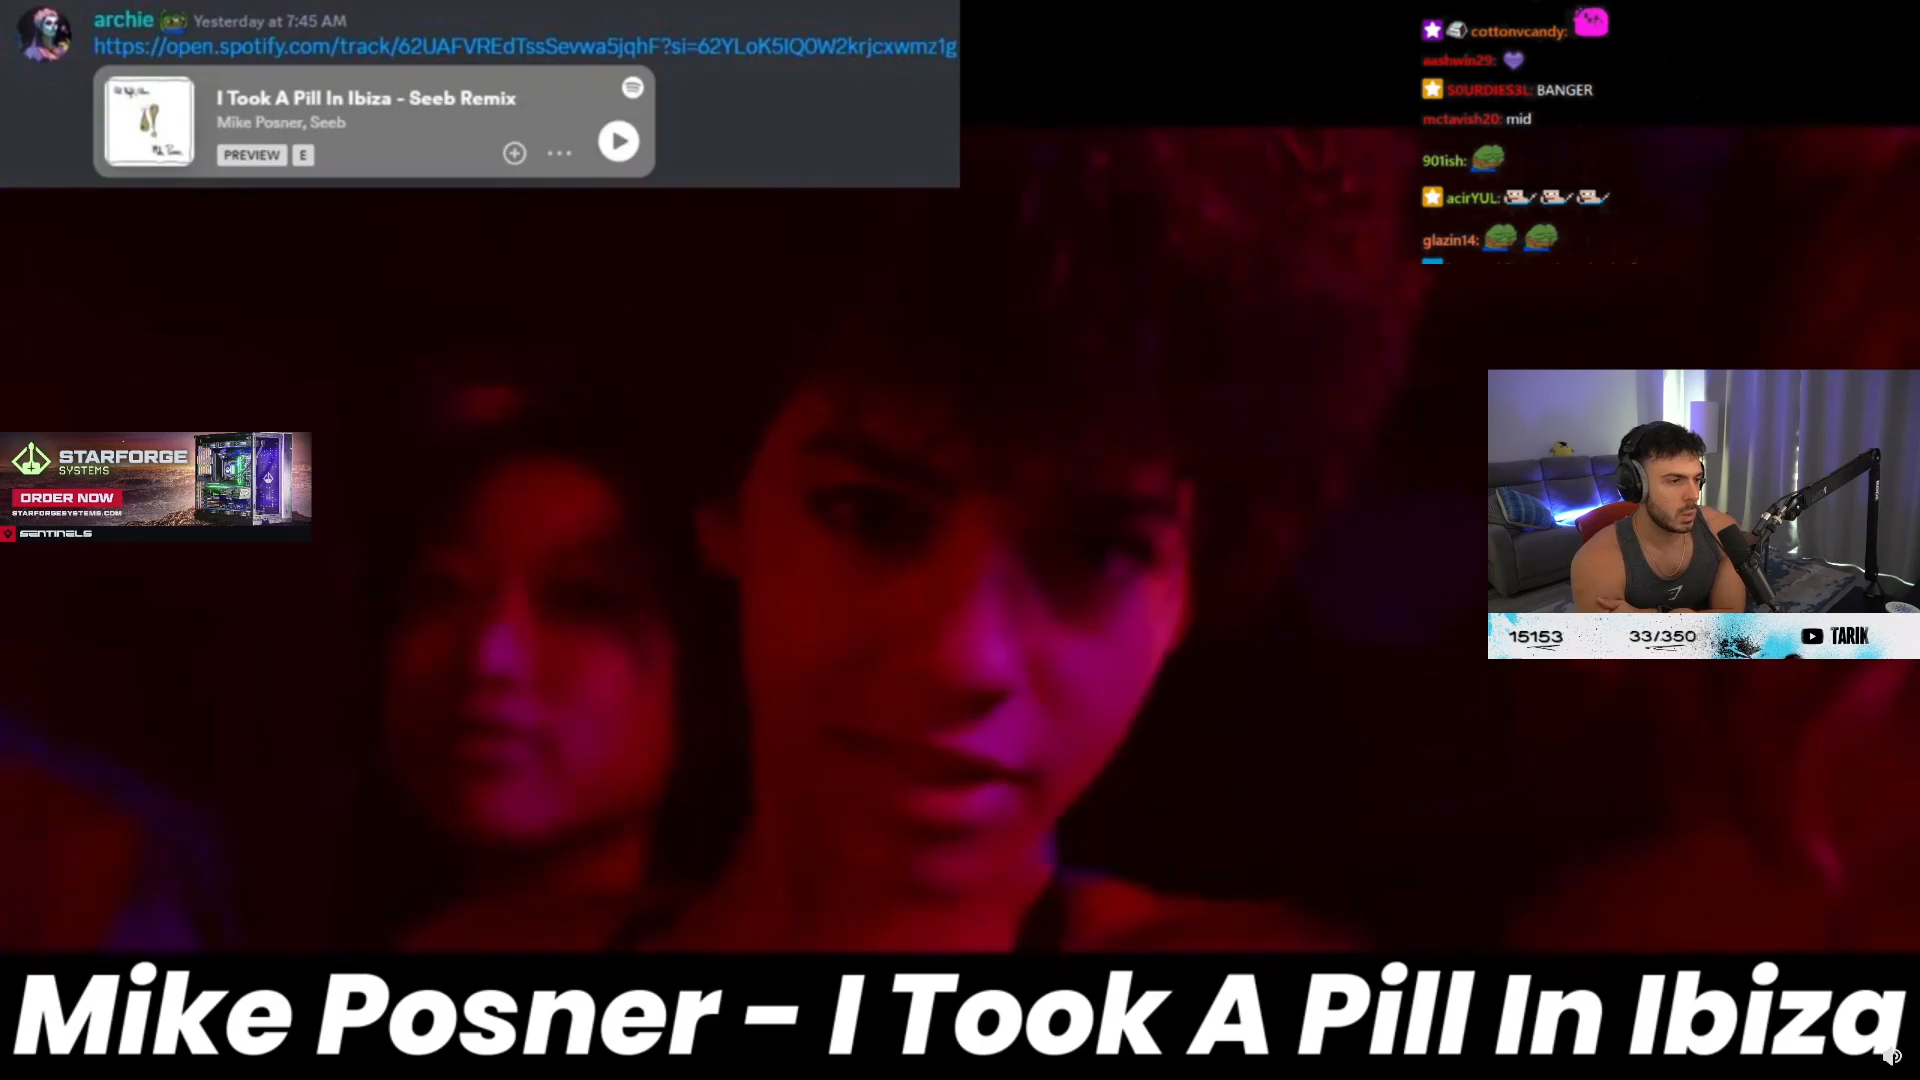 archie Yesterday at 7:45 AM
https://open.spotify.com/track/62UAFVREdTssSevwa5jqhF?si=62YLoK5IQ0W2krjcxwmz1g
I Took A Pill In Ibiza - Seeb Remix
Mike Posner, Seeb
PREVIEW E
cottonvcandy:
aashwin29:
S0URDIES3L: BANGER
mctavish20: mid
901ish:
acirYUL:
glazin14:
STARFORGE
SYSTEMS
ORDER NOW
STARFORGESYSTEMS.COM
SENTINELS
15153 33/350 TARIK
Mike Posner - I Took A Pill In Ibiza